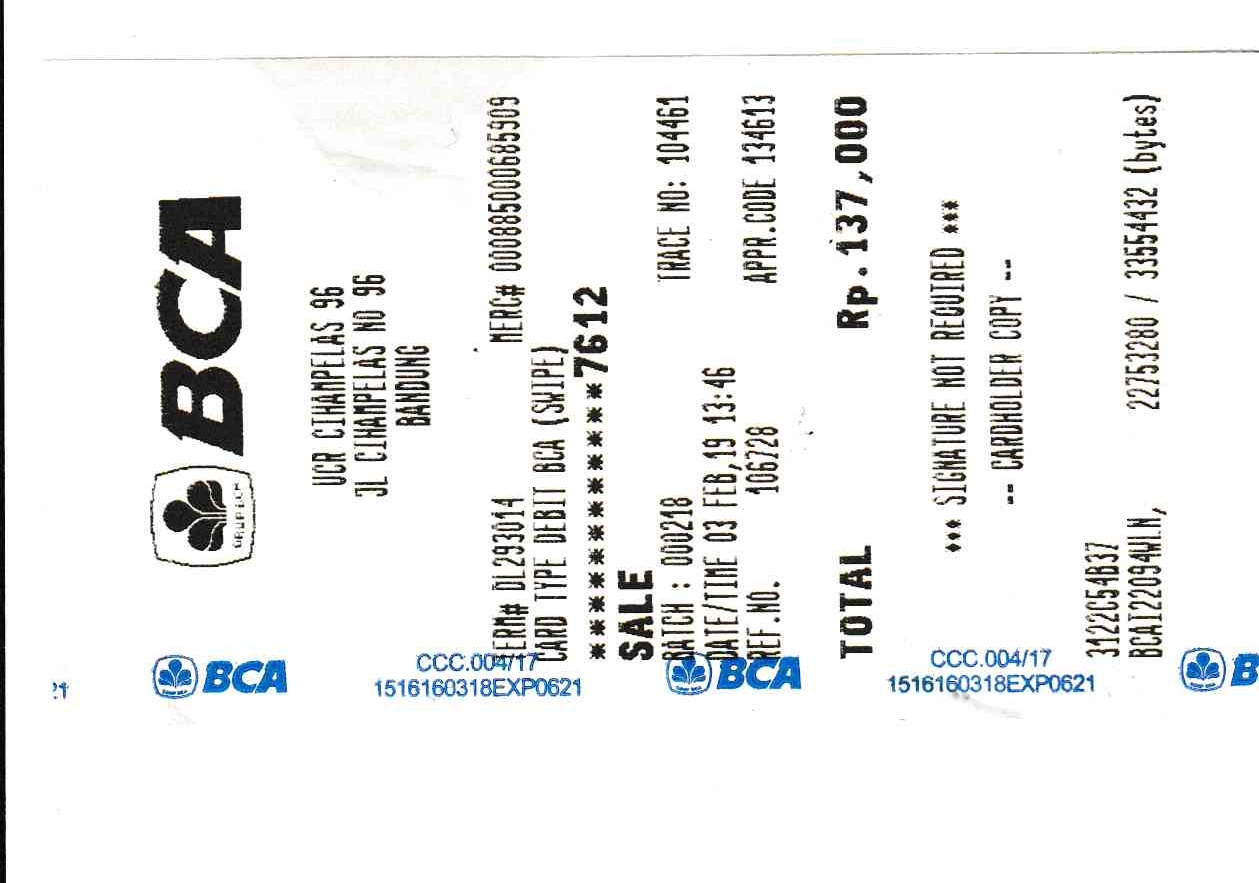 BCA
UCR CIHAMPELAS 96
JL CIHAMPELAS NO 96
BANDUNG
TERM# DL293014 MERC# 000885000685909
CARD TYPE DEBIT BCA (SWIPE)
************7612
SALE
BATCH : 000218 TRACE NO: 104461
DATE/TIME 03 FEB,19 13:46
REF.NO. 106728 APPR.CODE 134613
TOTAL Rp.137,000
*** SIGNATURE NOT REQUIRED ***
-- CARDHOLDER COPY --
3122C54B37
BCAI22094WLN, 22753280 / 33554432 (bytes)
21
BCA
CCC.004/17
1516160318EXP0621
BCA
CCC.004/17
1516160318EXP0621
B